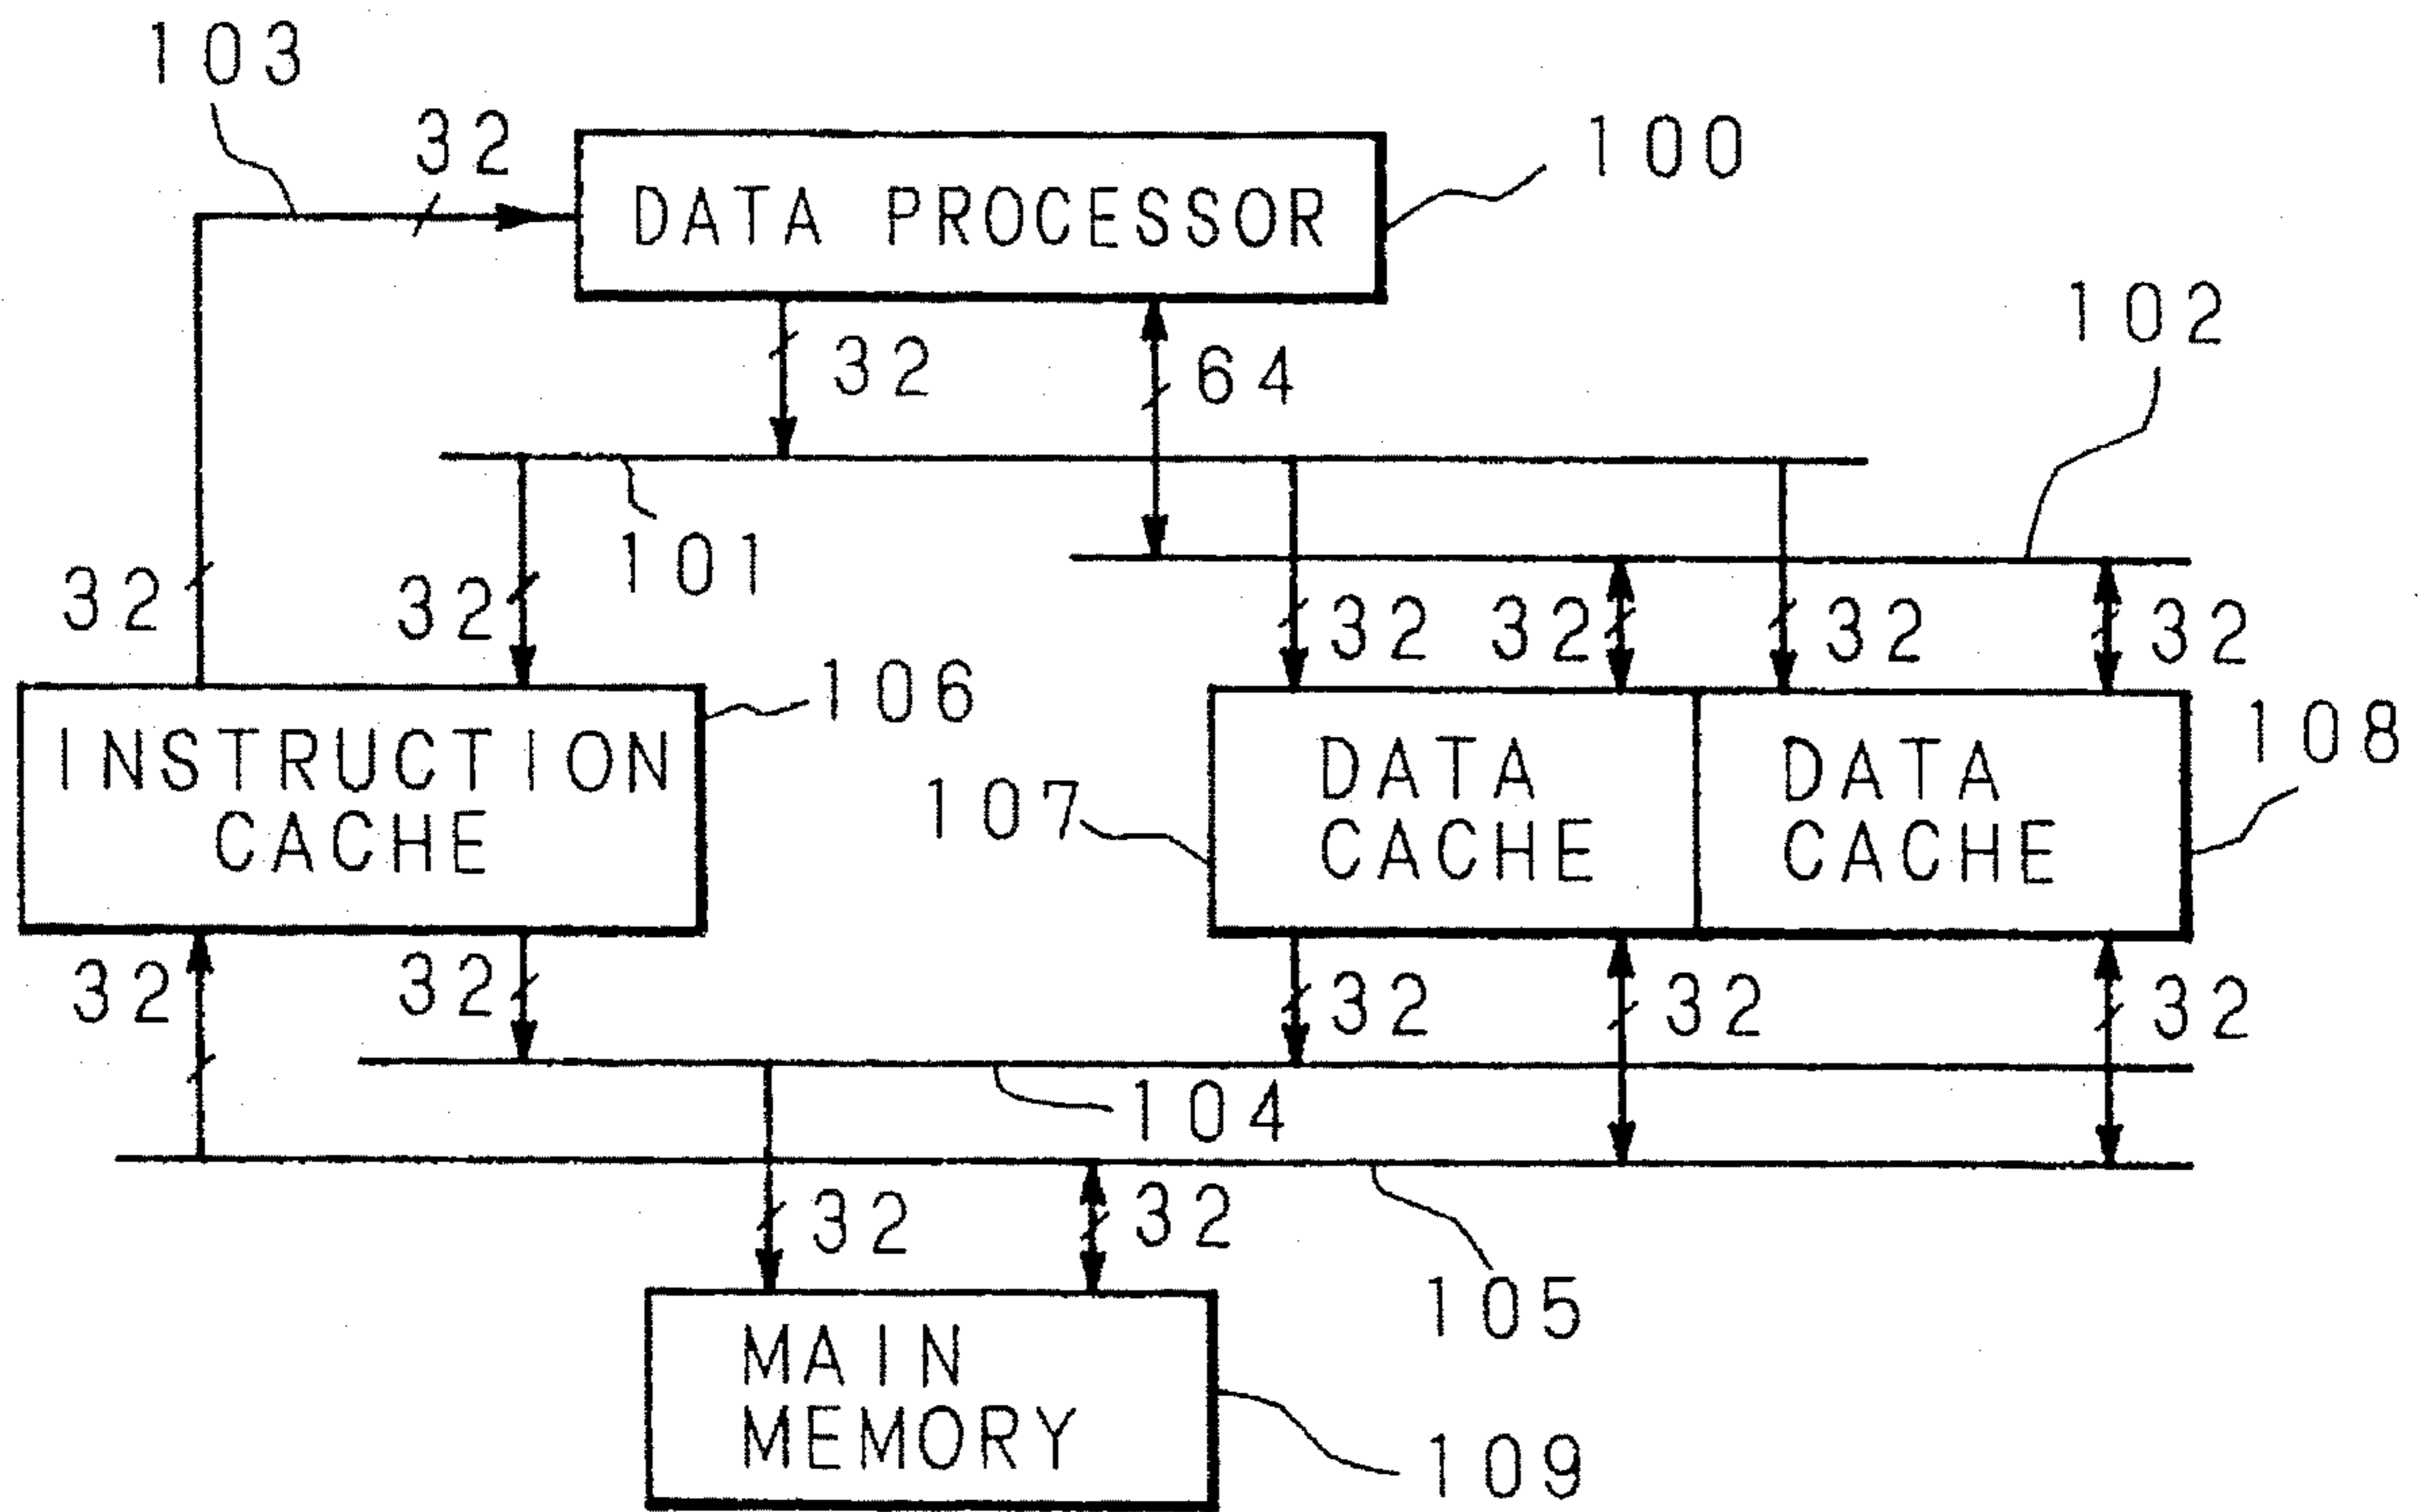 103
32
100
DATA PROCESSOR
102
32
64
101
32
32
32
32
32
32
106
108
INSTRUCTION
CACHE
107
DATA
CACHE
DATA
CACHE
32
32
32
32
32
104
32
32
105
MAIN
MEMORY
109